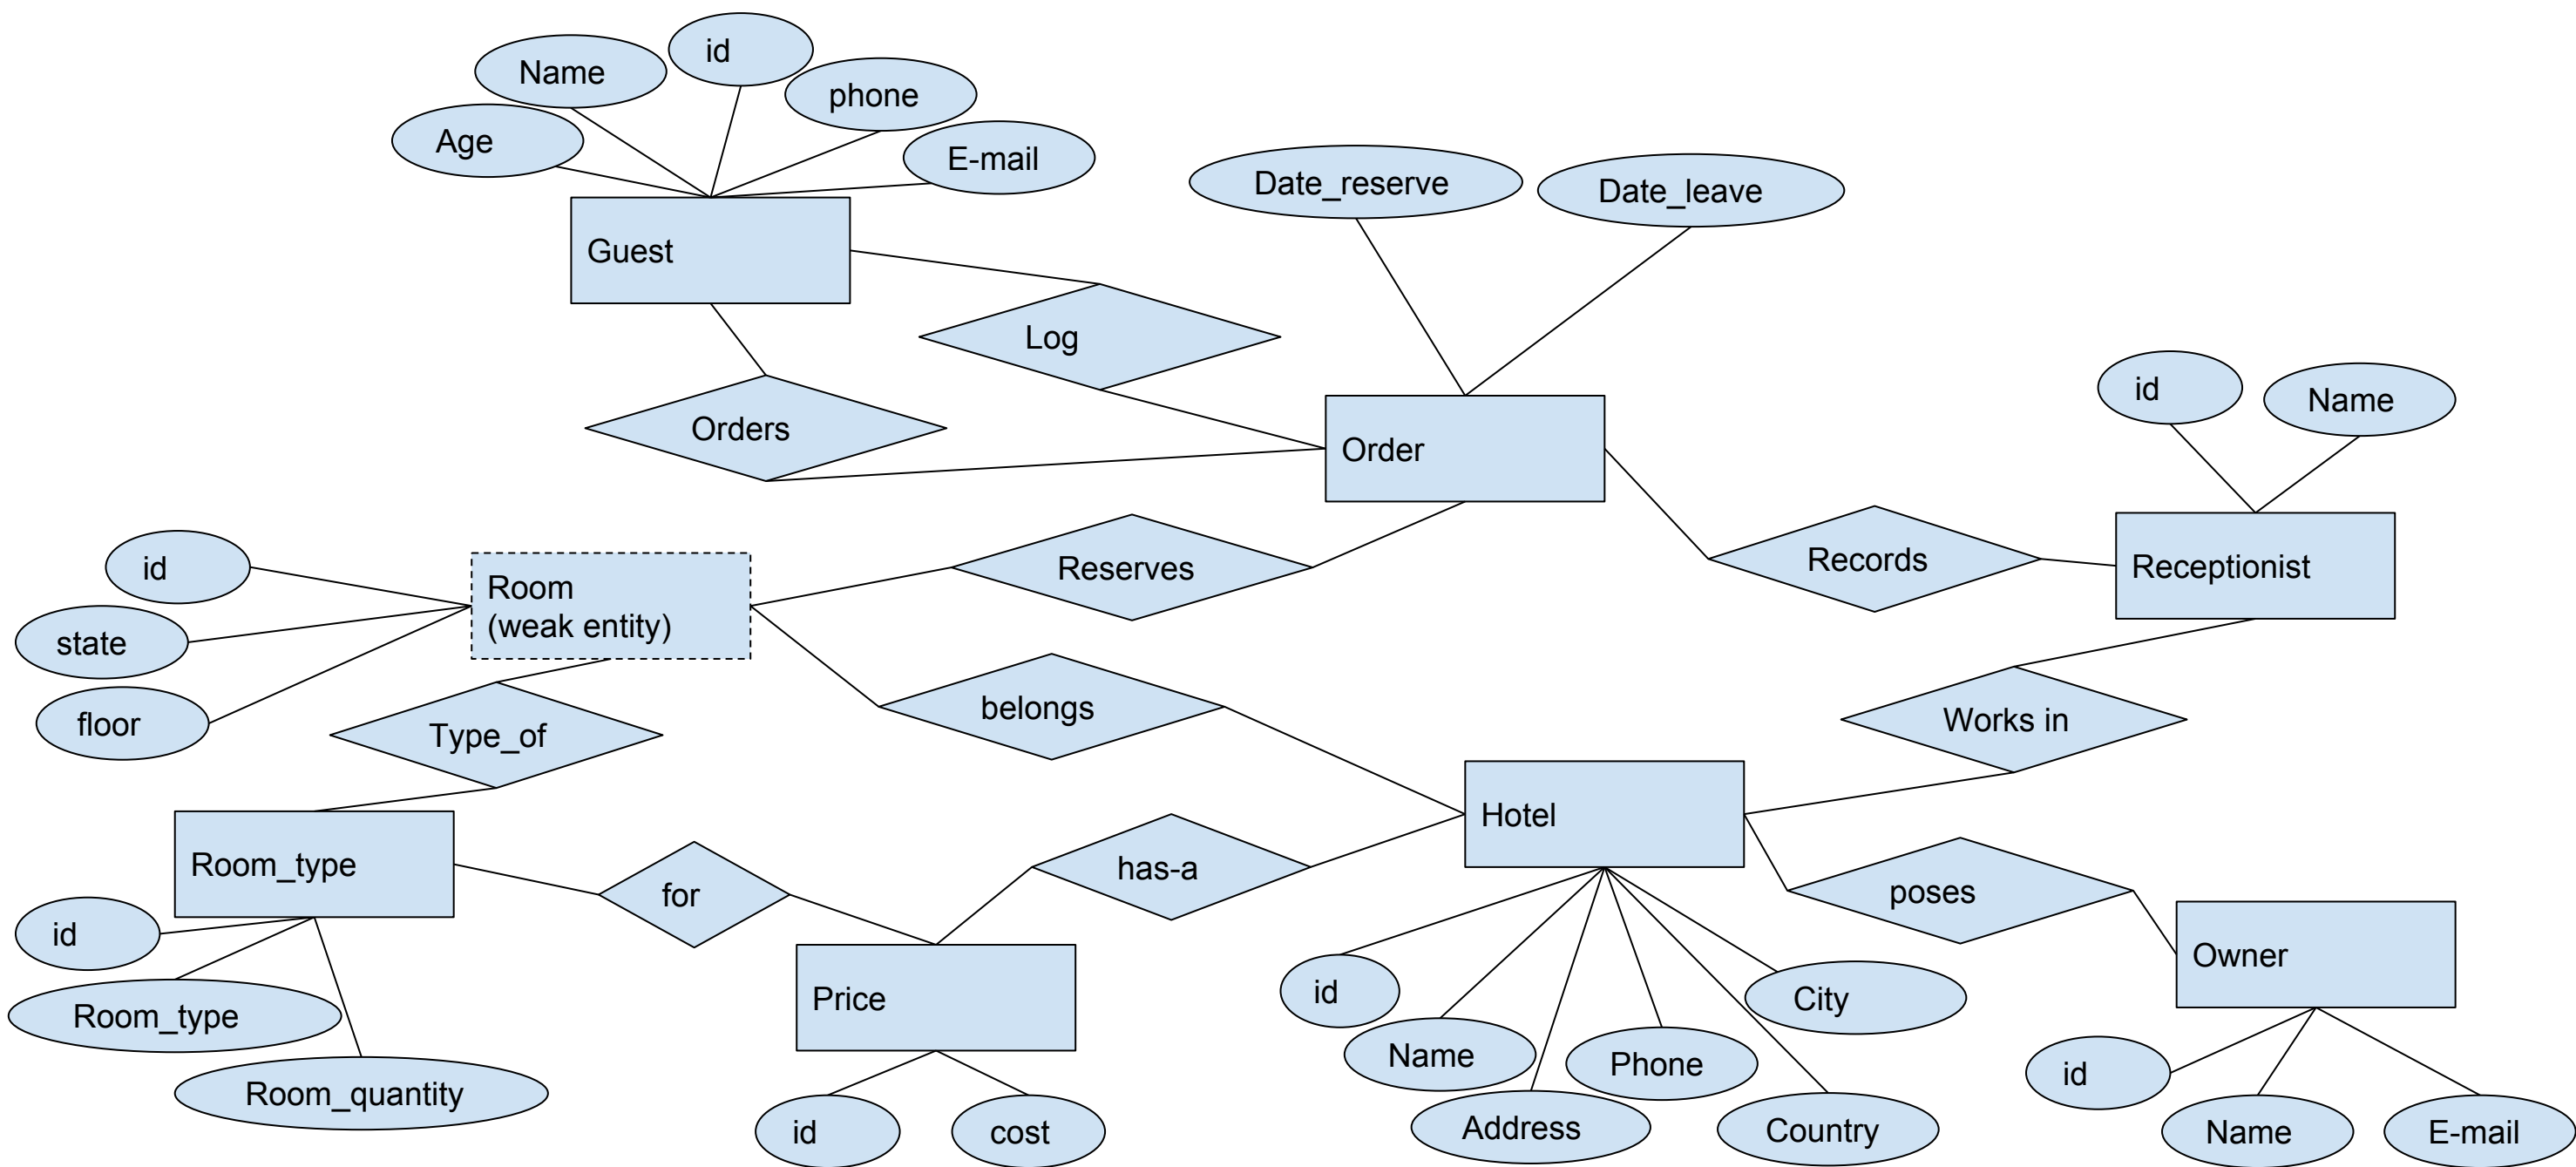 id
Name
phone
Age
E-mail
Date_reserve
Date_leave
Guest
Log
id
Name
Orders
Order
id
Room
(weak entity)
Reserves
Records
Receptionist
state
floor
Type_of
belongs
Works in
Room_type
for
has-a
Hotel
poses
id
Room_type
Room_quantity
Price
id
City
Owner
Name
Phone
id
id
cost
Address
Country
Name
E-mail